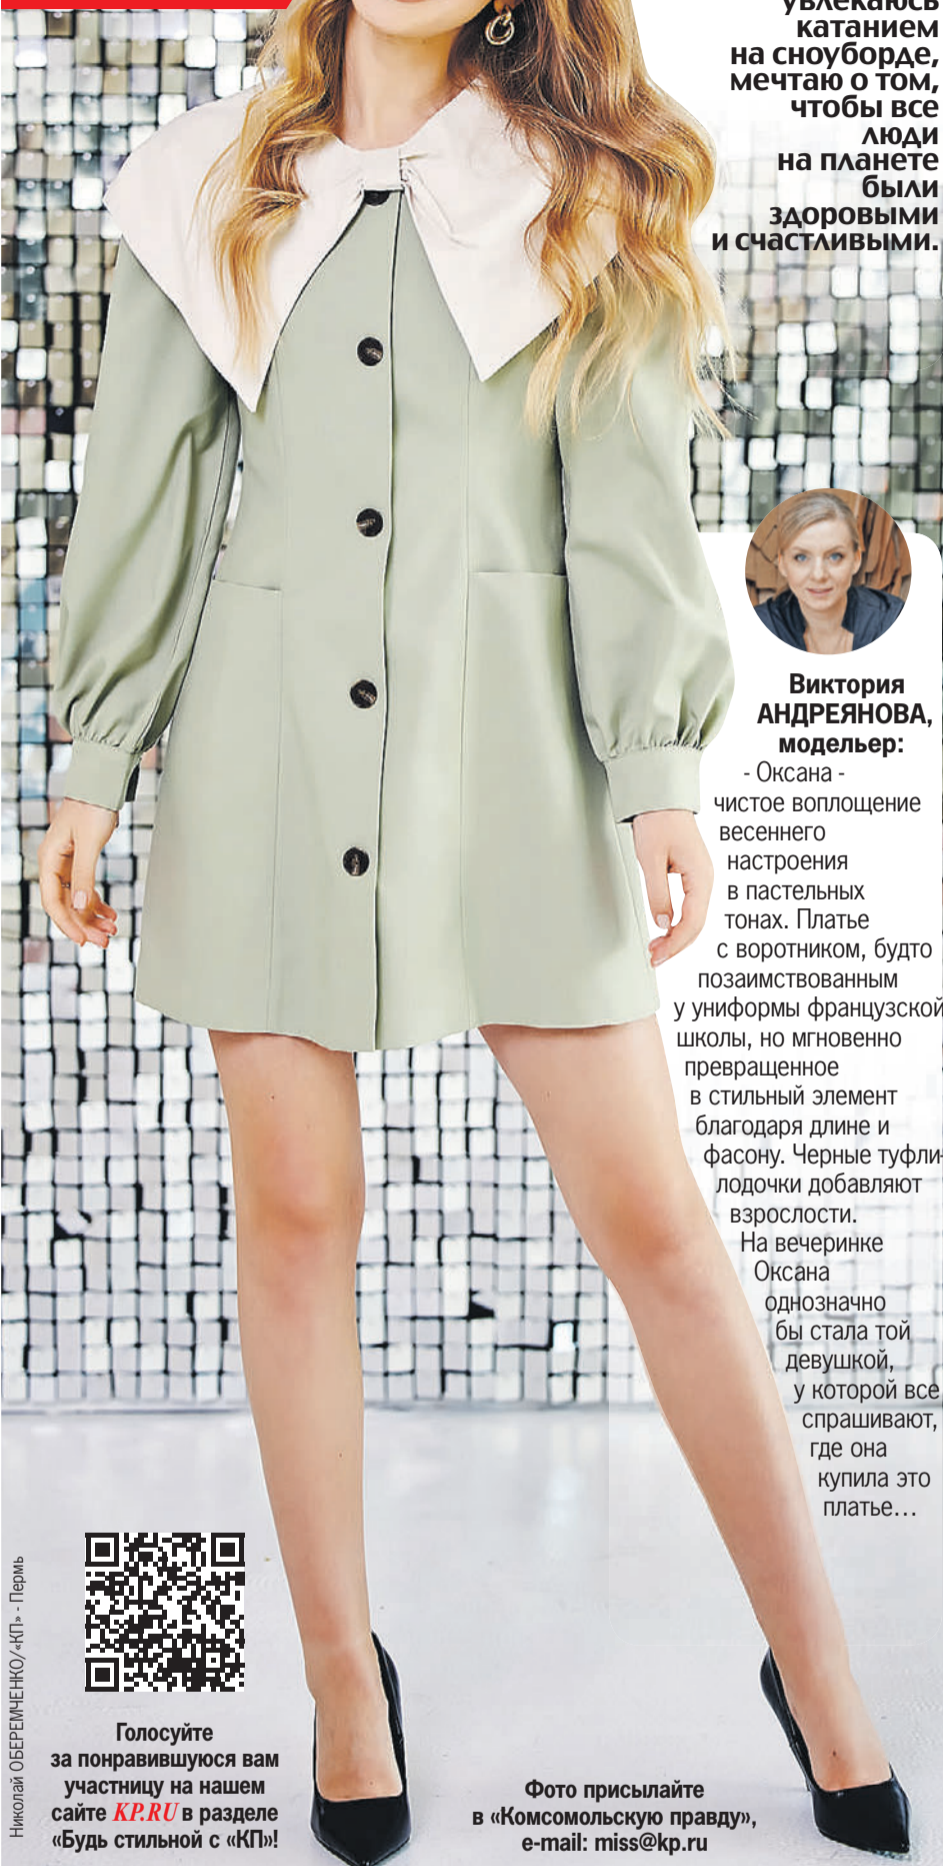 увлекаюсь
катанием
на сноуборде,
мечтаю о том,
чтобы все
люди
на планете
были
здоровыми
и счастливыми.
Виктория
АНДРЕЯНОВА,
модельер:
- Оксана -
чистое воплощение
весеннего
настроения
в пастельных
тонах. Платье
с воротником, будто
позаимствованным
у униформы французской
школы, но мгновенно
превращенное
в стильный элемент
благодаря длине и
фасону. Черные туфли-
лодочки добавляют
взрослости.
На вечеринке
Оксана
однозначно
бы стала той
девушкой,
у которой все
спрашивают,
где она
купила это
платье...
Николай ОБЕРЕМЧЕНКО/«КП» - Пермь
Голосуйте
за понравившуюся вам
участницу на нашем
сайте KP.RU в разделе
«Будь стильной с «КП»!
Фото присылайте
в «Комсомольскую правду»,
e-mail: miss@kp.ru